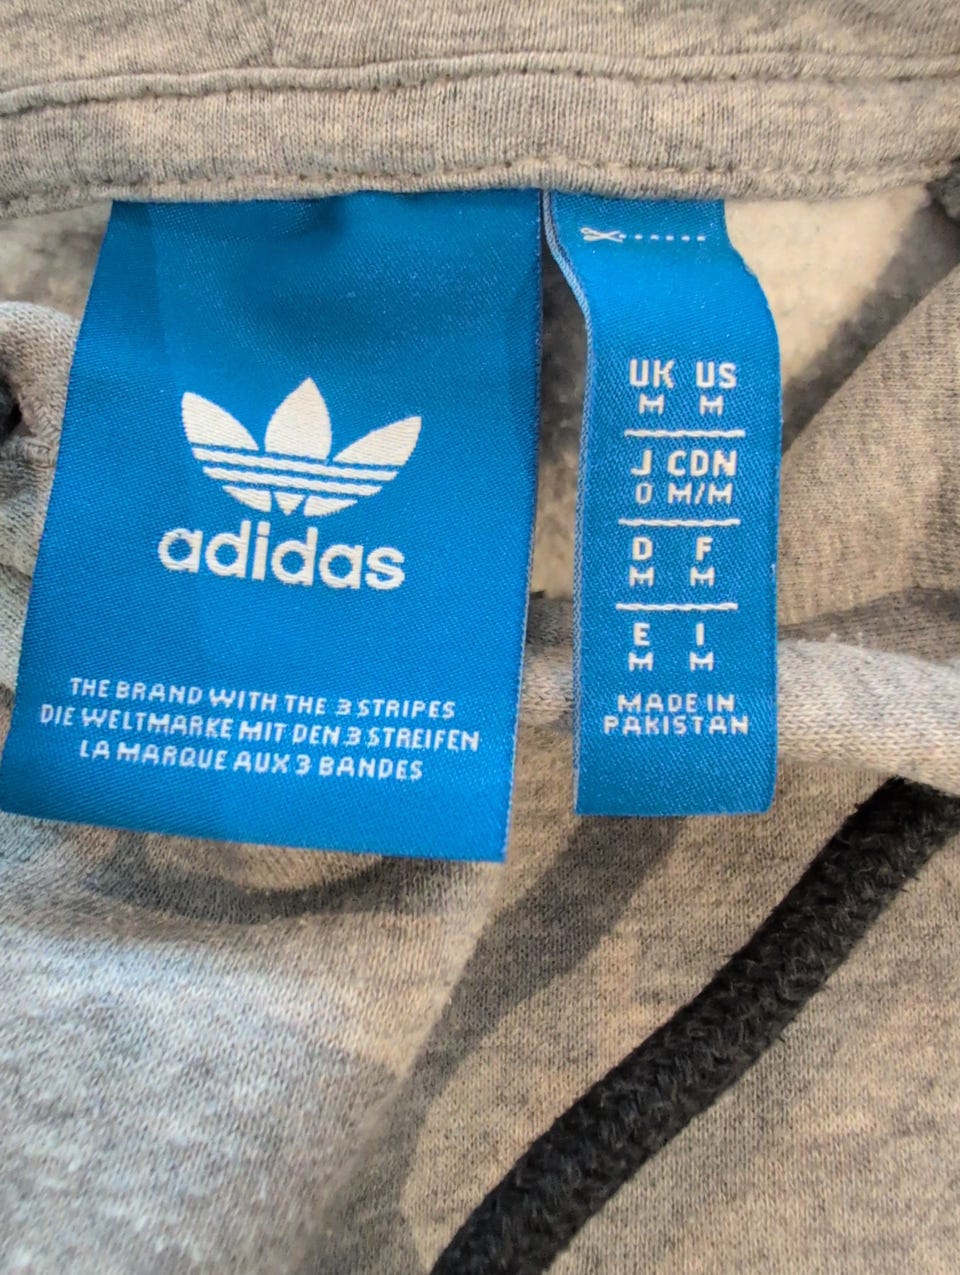 adidas
THE BRAND WITH THE 3 STRIPES
DIE WELTMARKE MIT DEN 3 STREIFEN
LA MARQUE AUX 3 BANDES
UK US
M M
J CDN
O M/M
D F
M M
E I
M M
MADE IN
PAKISTAN